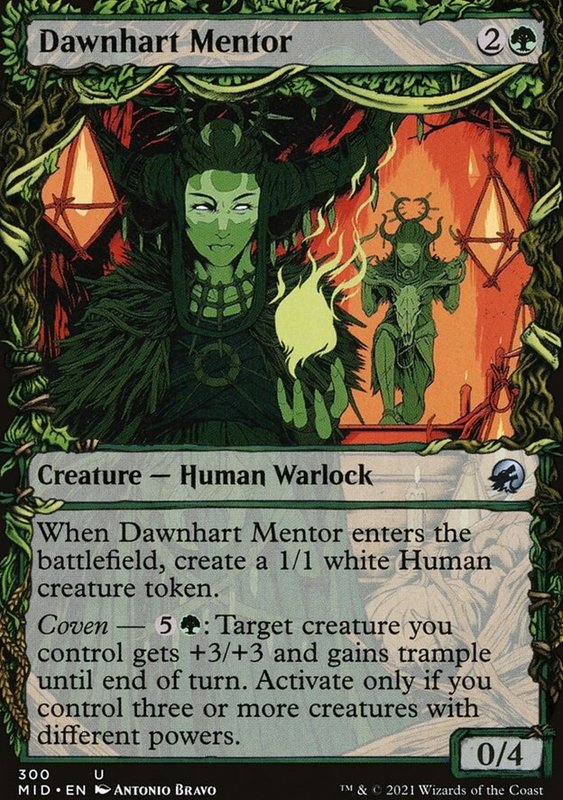 Dawnhart Mentor 2
Creature — Human Warlock
When Dawnhart Mentor enters the
battlefield, create a 1/1 white Human
creature token.
Coven — 5 : Target creature you
control gets +3/+3 and gains trample
until end of turn. Activate only if you
control three or more creatures with
different powers.
0/4
300 U
MID • EN Antonio Bravo
™ & © 2021 Wizards of the Coast